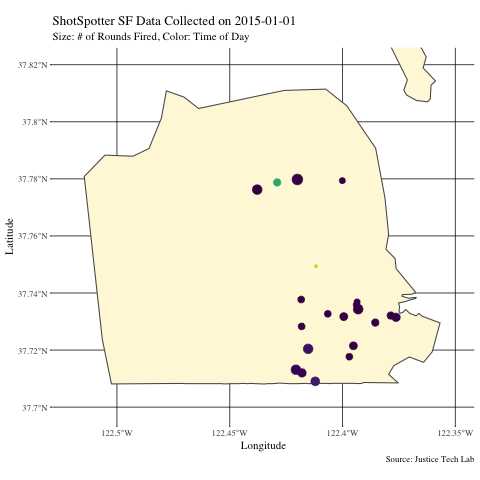 ShotSpotter SF Data Collected on 2015-01-01
Size: # of Rounds Fired, Color: Time of Day
37.82°N
37.8°N
37.78°N
37.76°N
37.74°N
37.72°N
37.7°N
Latitude
122.5°W 122.45°W 122.4°W 122.35°W
Longitude
Source: Justice Tech Lab